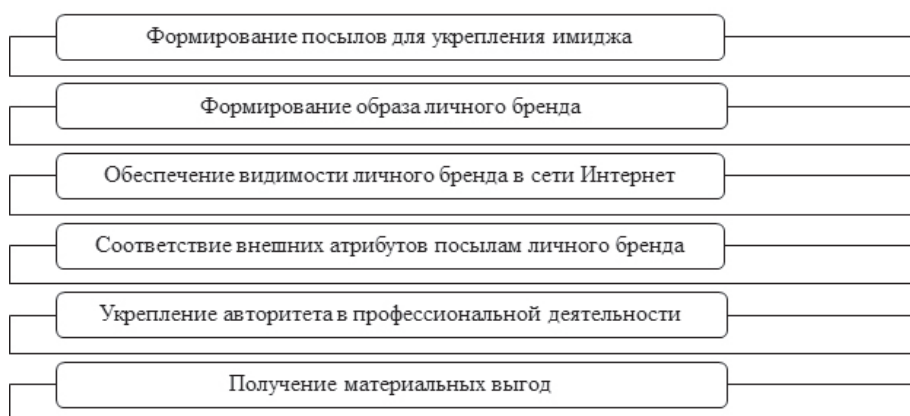 Формирование посылов для укрепления имиджа
Формирование образа личного бренда
Обеспечение видимости личного бренда в сети Интернет
Соответствие внешних атрибутов посылам личного бренда
Укрепление авторитета в профессиональной деятельности
Получение материальных выгод